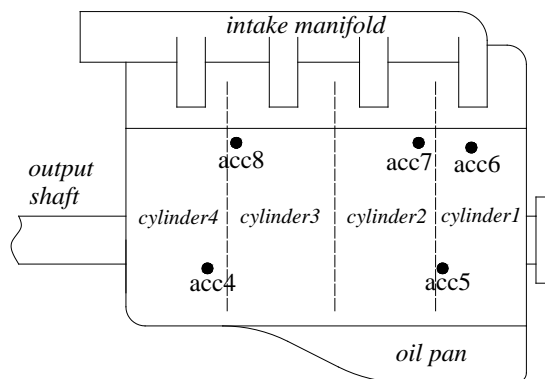 intake manifold
acc8
acc7
acc6
output
shaft
cylinder4
cylinder3
cylinder2
cylinder1
acc4
acc5
oil pan